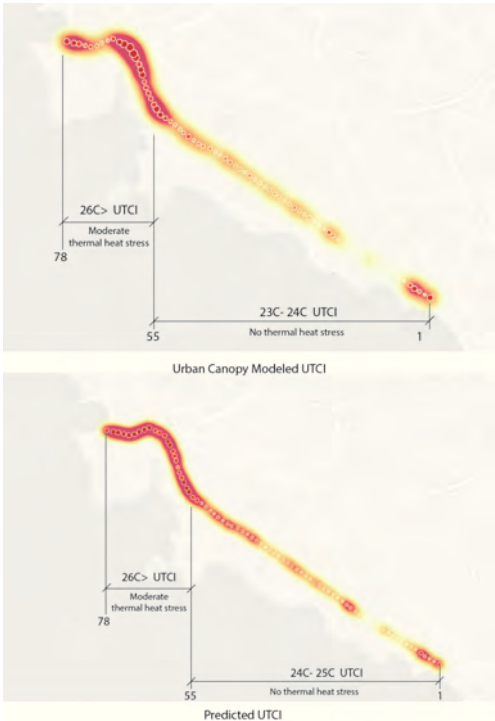 26C> UTCI
Moderate
thermal heat stress
78
23C- 24C UTCI
55
No thermal heat stress
1
Urban Canopy Modeled UTCI
26C> UTCI
Moderate
thermal heat stress
78
24C- 25C UTCI
55
No thermal heat stress
1
Predicted UTCI